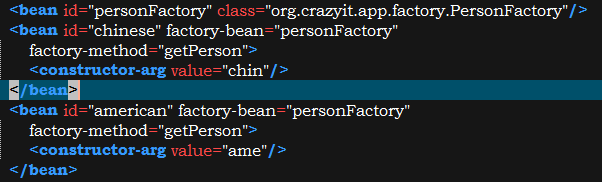 <bean id="personFactory" class="org.crazyit.app.factory.PersonFactory"/>
<bean id="chinese" factory-bean="personFactory"
factory-method="getPerson">
<constructor-arg value="chin"/>
</bean>
<bean id="american" factory-bean="personFactory"
factory-method="getPerson">
<constructor-arg value="ame"/>
</bean>